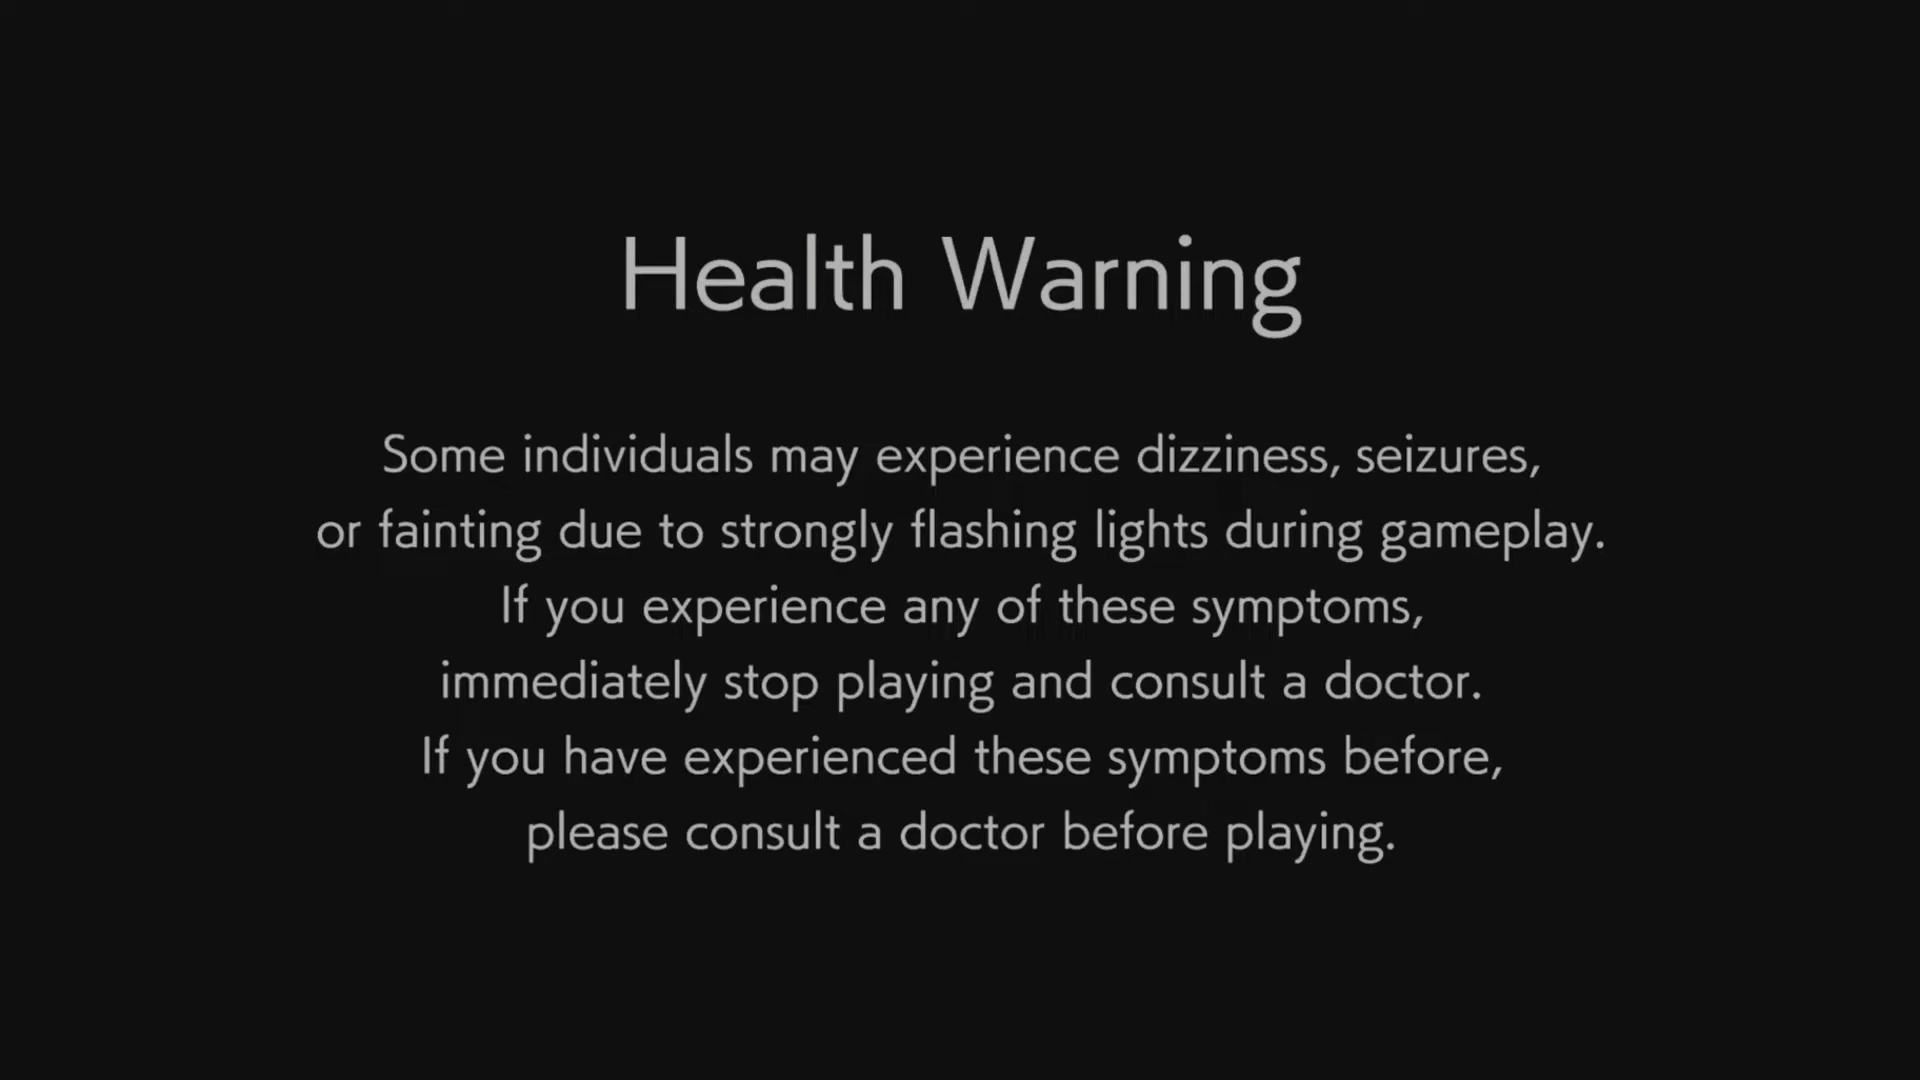 Health Warning
Some individuals may experience dizziness, seizures,
or fainting due to strongly flashing lights during gameplay.
If you experience any of these symptoms,
immediately stop playing and consult a doctor.
If you have experienced these symptoms before,
please consult a doctor before playing.